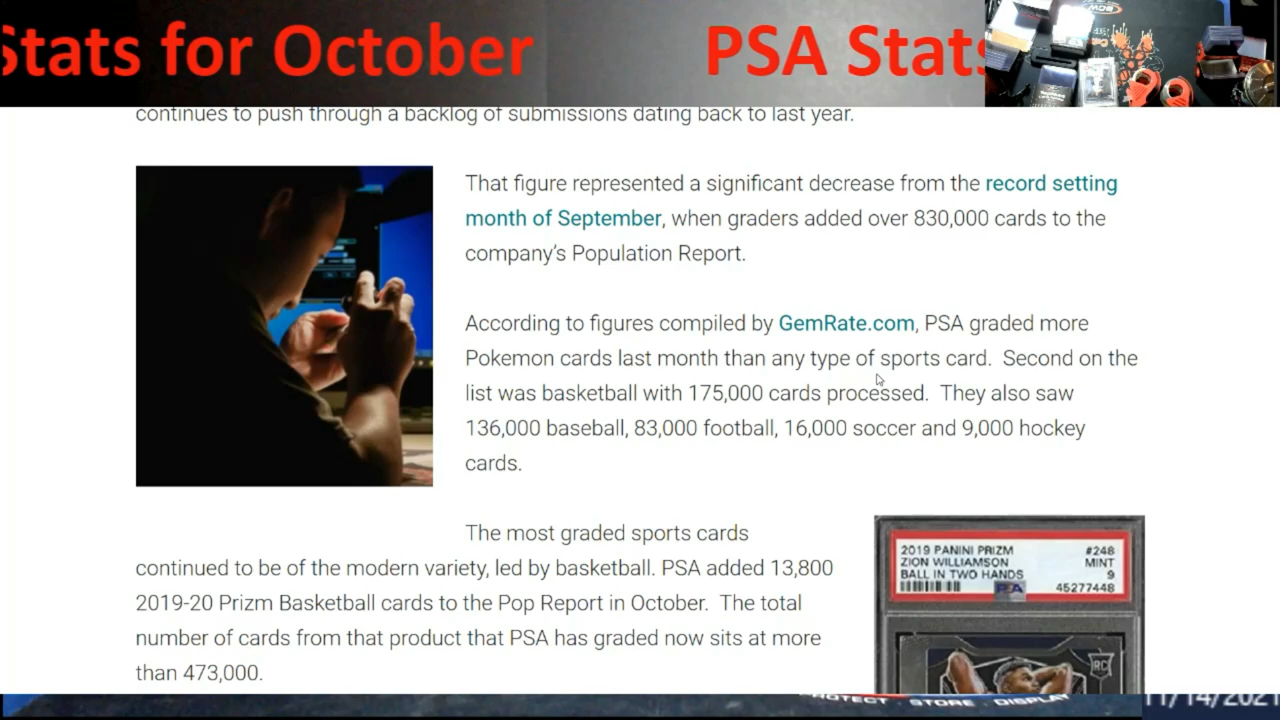 Stats for October PSA Stats
continues to push through a backlog of submissions dating back to last year.
That figure represented a significant decrease from the record setting
month of September, when graders added over 830,000 cards to the
company's Population Report.
According to figures compiled by GemRate.com, PSA graded more
Pokemon cards last month than any type of sports card. Second on the
list was basketball with 175,000 cards processed. They also saw
136,000 baseball, 83,000 football, 16,000 soccer and 9,000 hockey
cards.
The most graded sports cards
continued to be of the modern variety, led by basketball. PSA added 13,800
2019-20 Prizm Basketball cards to the Pop Report in October. The total
number of cards from that product that PSA has graded now sits at more
than 473,000.
2019 PANINI PRIZM #248
ZION WILLIAMSON MINT
BALL IN TWO HANDS 9
PSA 45277448
RC
PROTECT · STORE · DISPLAY
11/14/2021